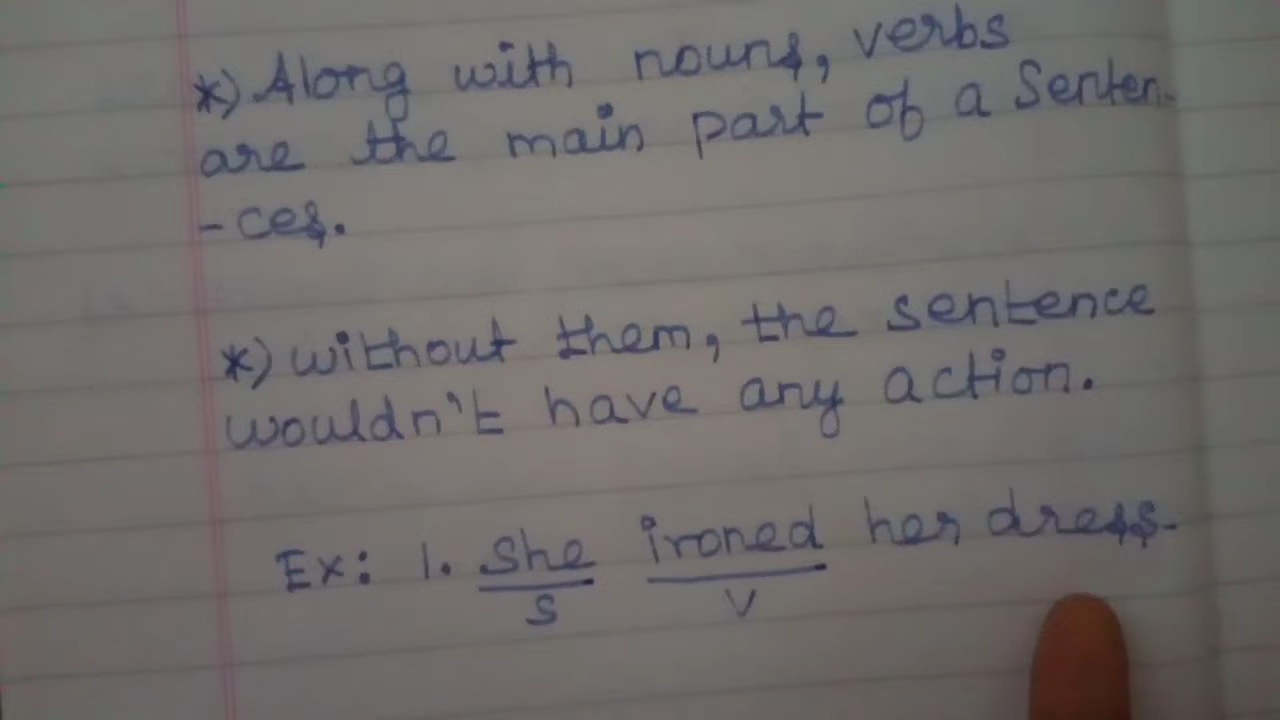 *) Along with nouns, verbs
are the main part of a Senten-
-ces.
*) without them, the sentence
wouldn't have any action.
Ex: 1. She ironed her dress.
S V